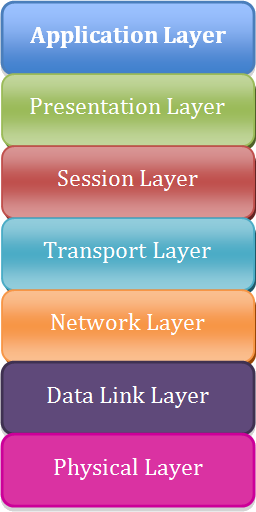 Application Layer
Presentation Layer
Session Layer
Transport Layer
Network Layer
Data Link Layer
Physical Layer